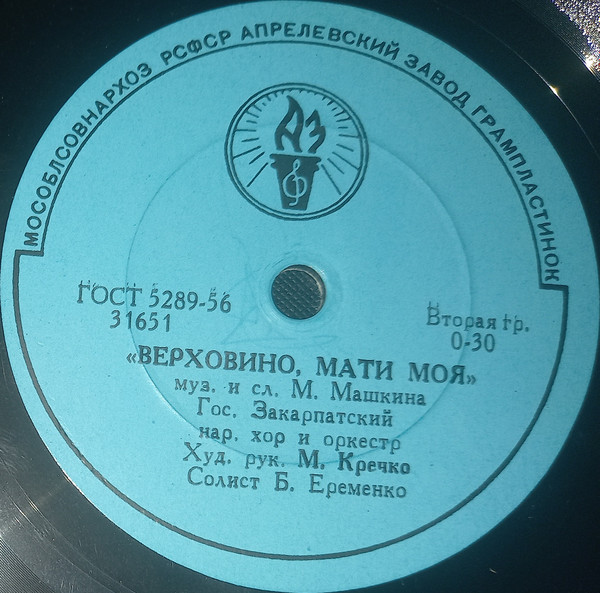 МОСОБЛСОВНАРХОЗ РСФСР АПРЕЛЕВСКИЙ ЗАВОД ГРАМПЛАСТИНОК
АЗ
ГОСТ 5289-56
31651
Вторая гр.
0-30
«ВЕРХОВИНО, МАТИ МОЯ»
муз. и сл. М. Машкина
Гос. Закарпатский
нар. хор и оркестр
Худ. рук. М. Кречко
Солист Б. Еременко